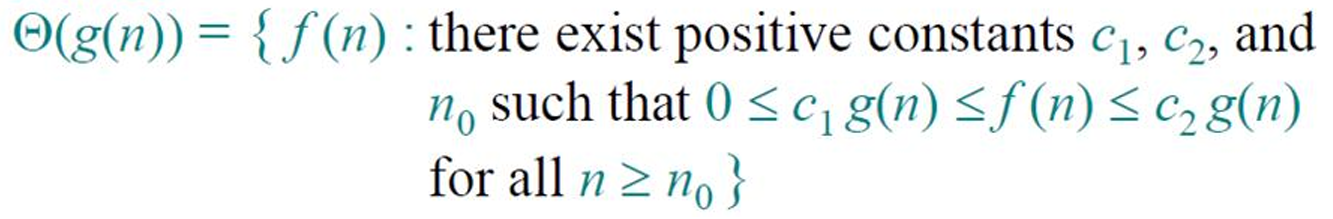 Θ(g(n)) = { f (n) : there exist positive constants c₁, c₂, and
n₀ such that 0 ≤ c₁ g(n) ≤ f (n) ≤ c₂ g(n)
for all n ≥ n₀ }